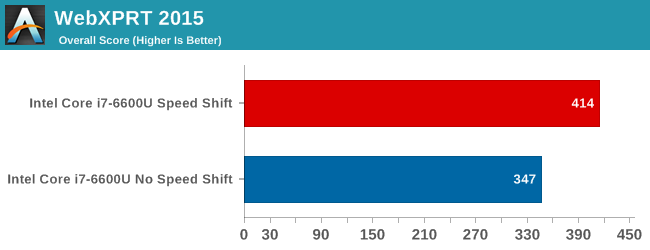 WebXPRT 2015
Overall Score (Higher Is Better)
Intel Core i7-6600U Speed Shift
414
Intel Core i7-6600U No Speed Shift
347
0 30 90 150 210 270 330 390 450